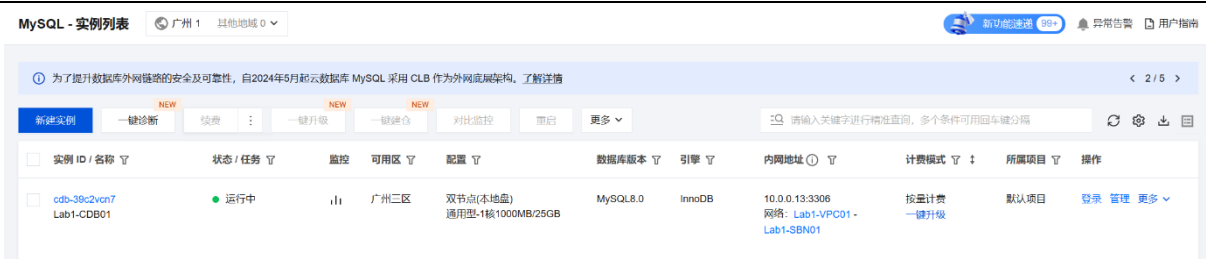 MySQL - 实例列表 广州 1 其他地域 0 新功能速递 99+ 异常告警 用户指南
为了提升数据库外网链路的安全及可靠性，自2024年5月起云数据库 MySQL 采用 CLB 作为外网底层架构。了解详情 2 / 5
NEW NEW NEW
新建实例 一键诊断 续费 一键升级 一键建仓 对比监控 重启 更多 请输入关键字进行精准查询，多个条件可用回车键分隔
实例 ID / 名称 状态 / 任务 监控 可用区 配置 数据库版本 引擎 内网地址 计费模式 所属项目 操作
cdb-39c2vcn7 运行中 广州三区 双节点(本地盘) MySQL8.0 InnoDB 10.0.0.13:3306 按量计费 默认项目 登录 管理 更多
Lab1-CDB01 通用型-1核1000MB/25GB 网络：Lab1-VPC01 - 一键升级
Lab1-SBN01